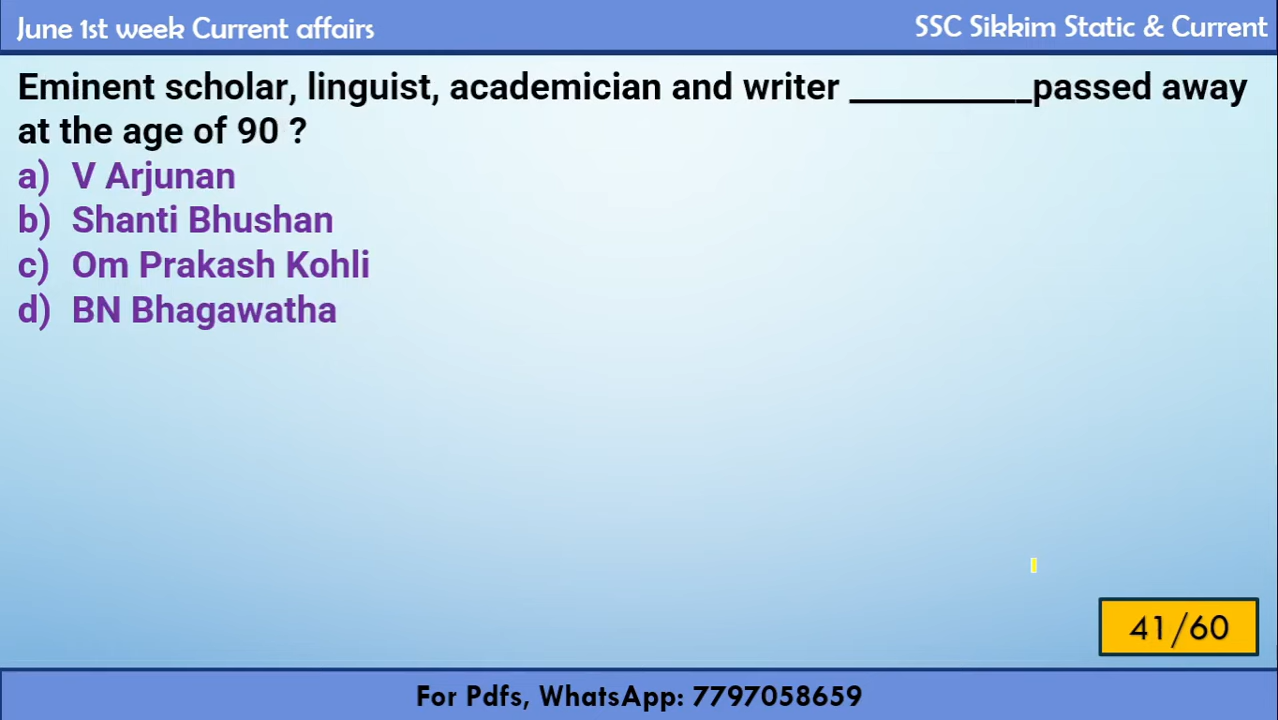 June 1st week Current affairs
SSC Sikkim Static & Current
Eminent scholar, linguist, academician and writer __________passed away
at the age of 90 ?
a) V Arjunan
b) Shanti Bhushan
c) Om Prakash Kohli
d) BN Bhagawatha
41/60
For Pdfs, WhatsApp: 7797058659